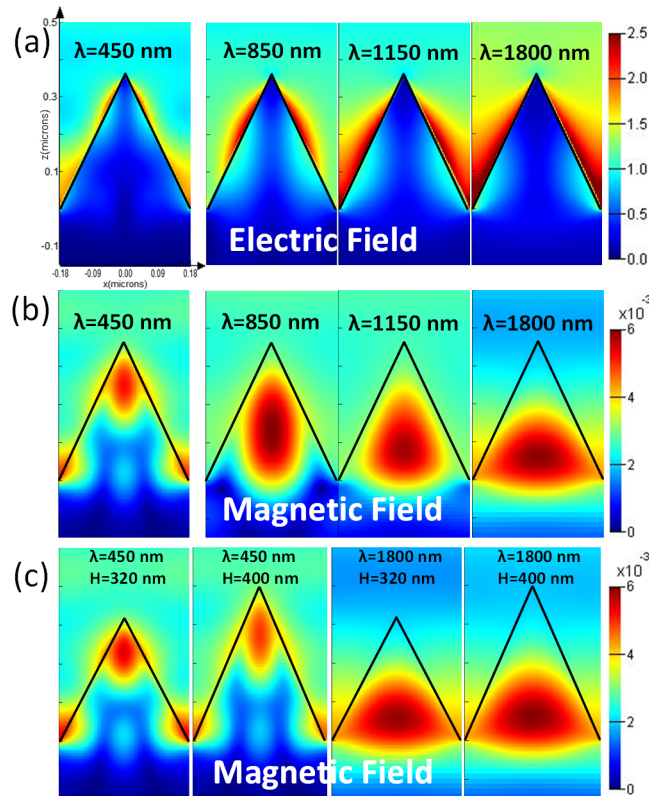 (a)
λ=450 nm
λ=850 nm
λ=1150 nm
λ=1800 nm
0.5
0.3
0.1
-0.1
z(microns)
-0.18
-0.09
0.00
0.09
0.18
x(microns)
Electric Field
2.5
2.0
1.5
1.0
0.5
0.0
(b)
λ=450 nm
λ=850 nm
λ=1150 nm
λ=1800 nm
Magnetic Field
x10⁻³
6
4
2
0
(c)
λ=450 nm
H=320 nm
λ=450 nm
H=400 nm
λ=1800 nm
H=320 nm
λ=1800 nm
H=400 nm
Magnetic Field
x10⁻³
6
4
2
0